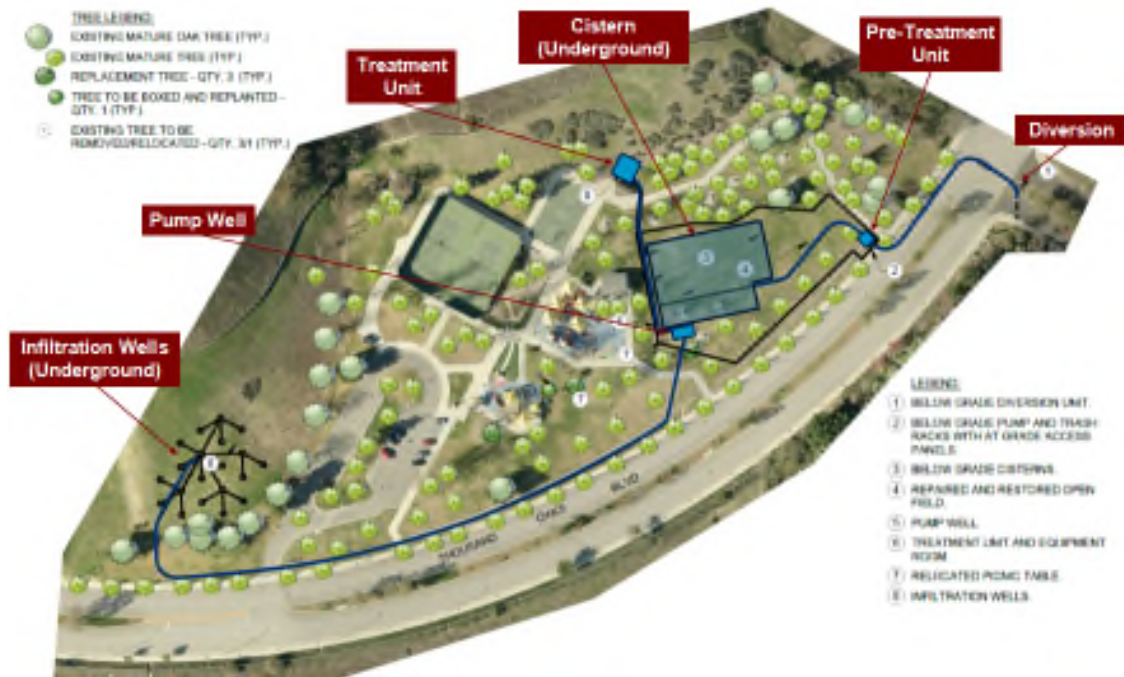 TREE LEGEND:
EXISTING MATURE OAK TREE (TYP.)
EXISTING MATURE TREE (TYP.)
REPLACEMENT TREE - QTY. 3 (TYP.)
TREE TO BE BOXED AND REPLANTED -
QTY. 1 (TYP.)
EXISTING TREE TO BE
REMOVED/RELOCATED - QTY. 3/1 (TYP.)
Cistern
(Underground)
Pre-Treatment
Unit
Treatment
Unit
Diversion
Pump Well
Infiltration Wells
(Underground)
THOUSAND OAKS BLVD
LEGEND:
1 BELOW GRADE DIVERSION UNIT.
2 BELOW GRADE PUMP AND TRASH
RACKS WITH AT GRADE ACCESS
PANELS
3 BELOW GRADE CISTERNS.
4 REPAIRED AND RESTORED OPEN
FIELD.
5 PUMP WELL
6 TREATMENT UNIT AND EQUIPMENT
ROOM
7 RELOCATED PICNIC TABLE
8 INFILTRATION WELLS.